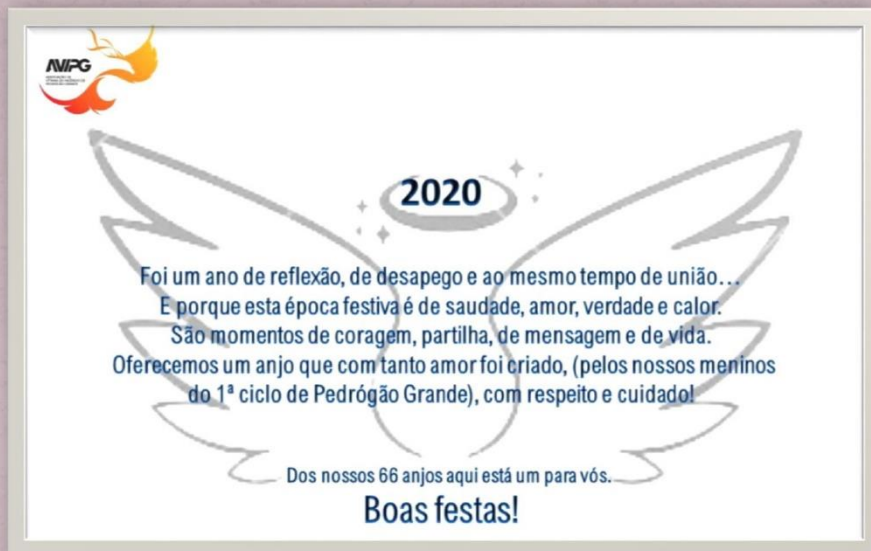 AVIPG
2020
Foi um ano de reflexão, de desapego e ao mesmo tempo de união...
E porque esta época festiva é de saudade, amor, verdade e calor.
São momentos de coragem, partilha, de mensagem e de vida.
Oferecemos um anjo que com tanto amor foi criado, (pelos nossos meninos
do 1ª ciclo de Pedrógão Grande), com respeito e cuidado!
Dos nossos 66 anjos aqui está um para vós.
Boas festas!